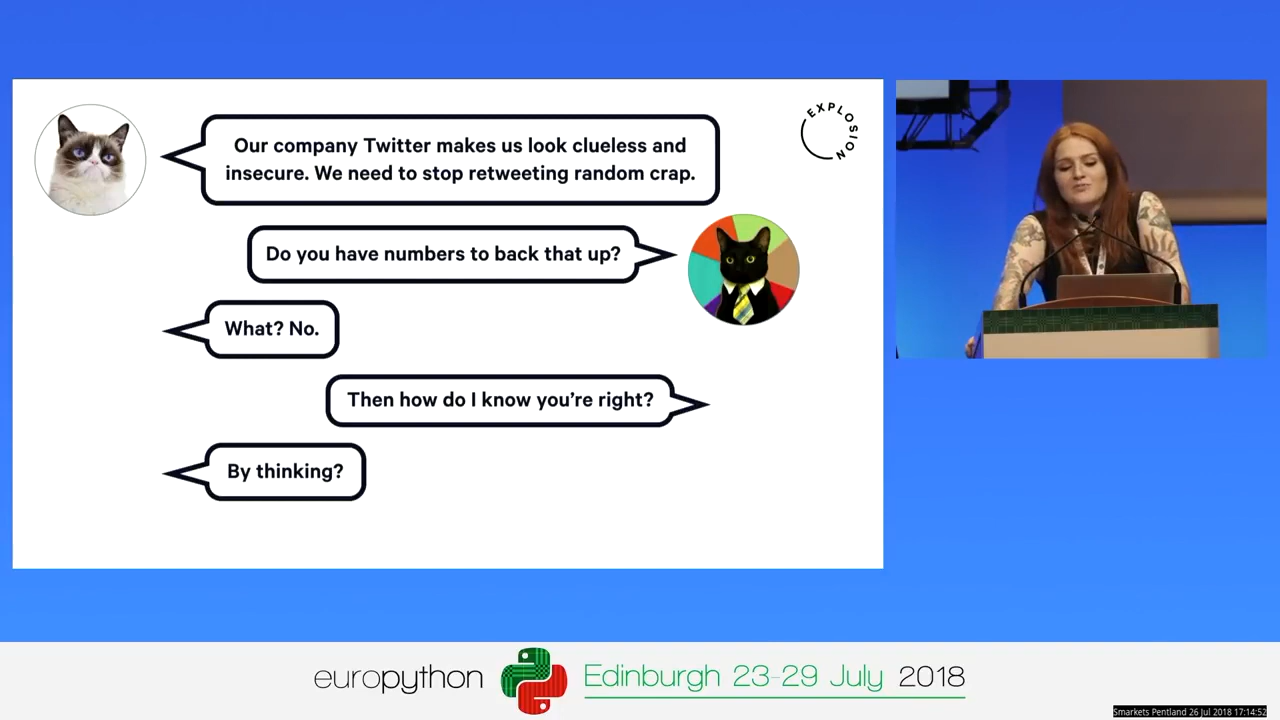 EXPLOSION
Our company Twitter makes us look clueless and
insecure. We need to stop retweeting random crap.
Do you have numbers to back that up?
What? No.
Then how do I know you're right?
By thinking?
europython
Edinburgh 23-29 July 2018
Smarkets Pentland 26 Jul 2018 17:14:52